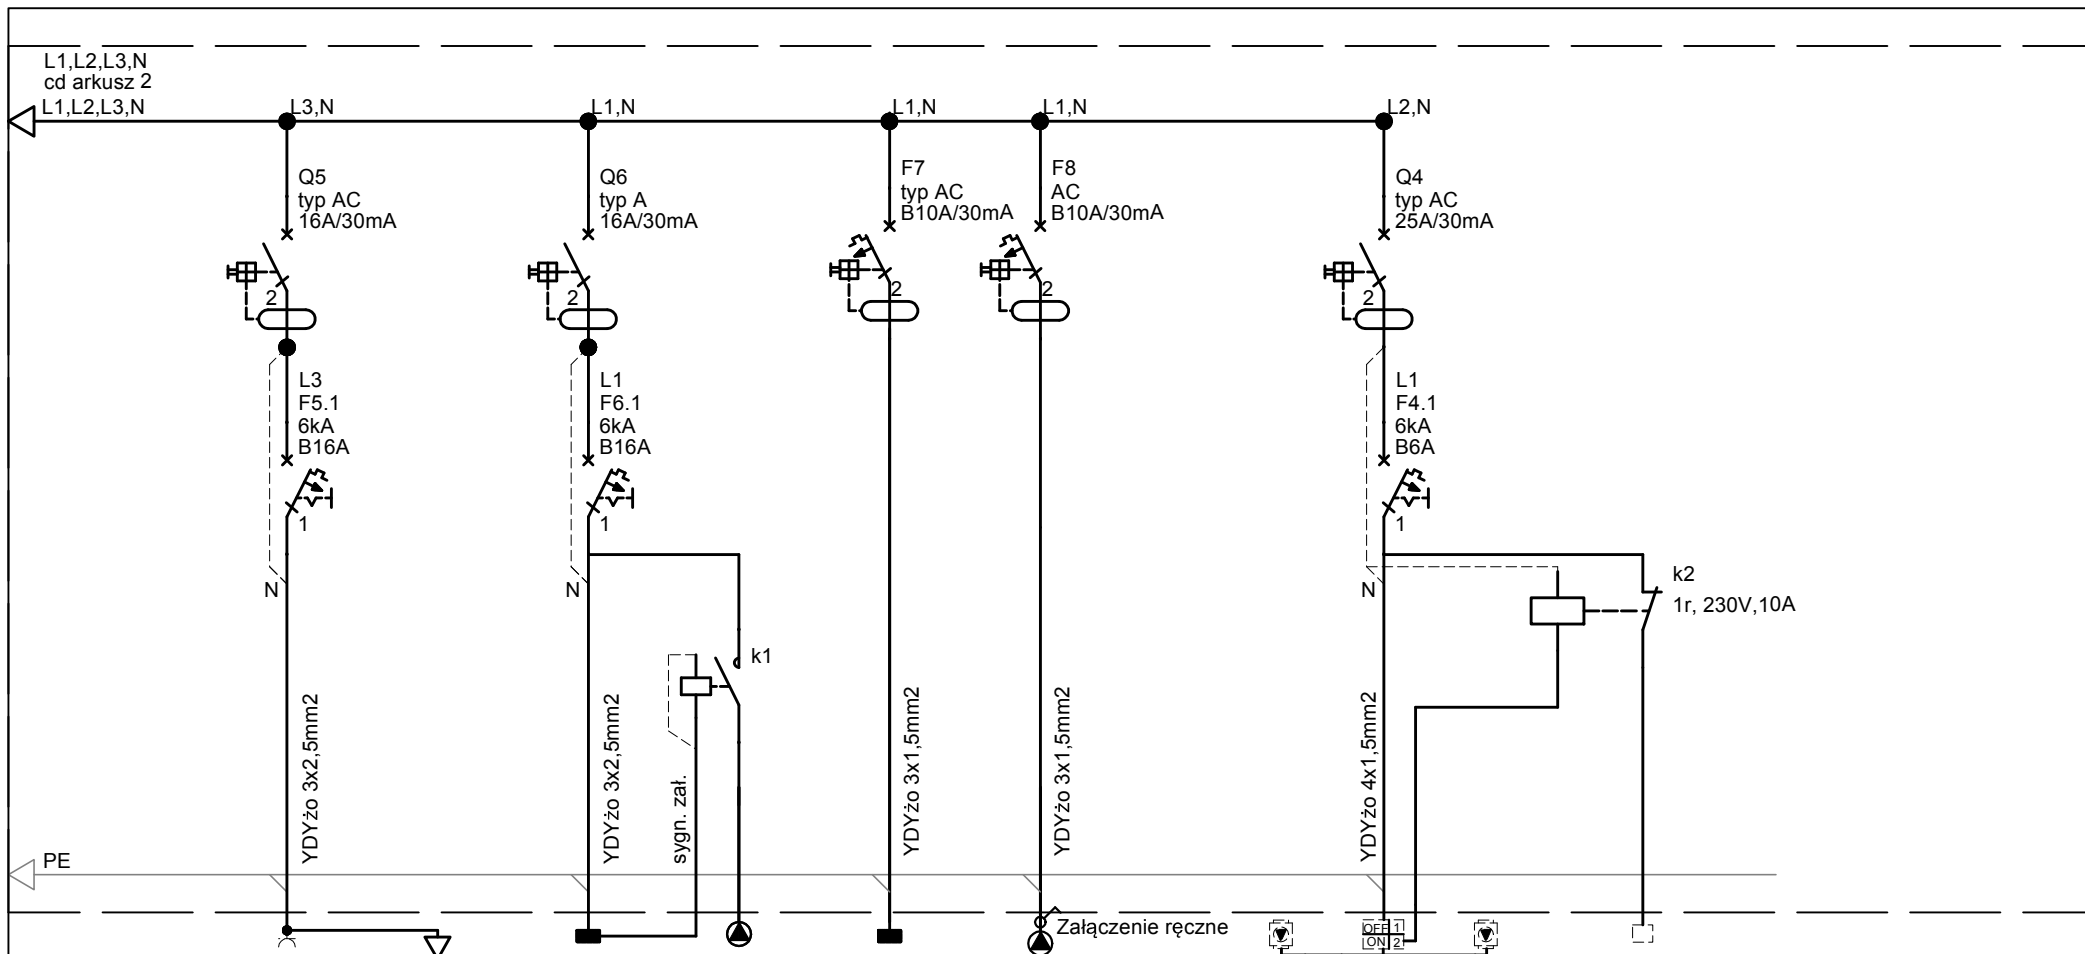 L1,L2,L3,N
cd arkusz 2
L1,L2,L3,N
L3,N
L1,N
L1,N
L1,N
L2,N
Q5
typ AC
16A/30mA
2
Q6
typ A
16A/30mA
2
F7
typ AC
B10A/30mA
2
F8
AC
B10A/30mA
2
Q4
typ AC
25A/30mA
2
L3
F5.1
6kA
B16A
1
N
L1
F6.1
6kA
B16A
1
N
L1
F4.1
6kA
B6A
1
N
k2
1r, 230V,10A
k1
YDYżo 3x2,5mm2
YDYżo 3x2,5mm2
sygn. zał.
YDYżo 3x1,5mm2
YDYżo 3x1,5mm2
YDYżo 4x1,5mm2
PE
Załączenie ręczne
OFF 1
ON 2